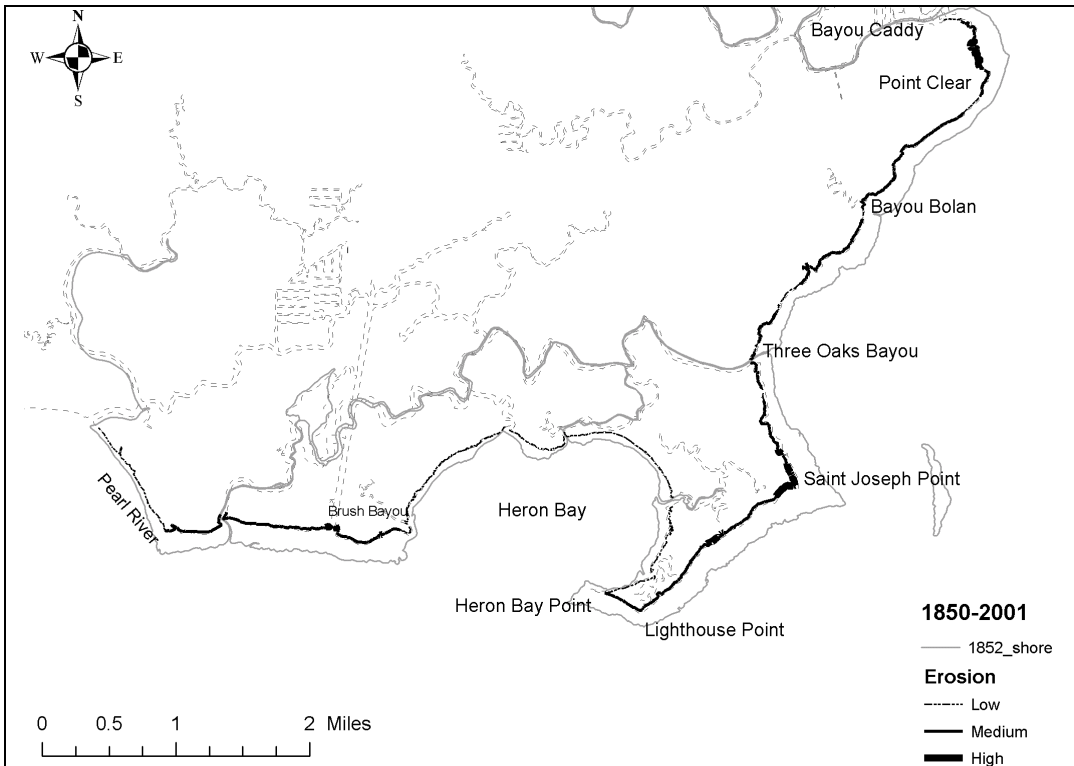 N
W E
S
Bayou Caddy
Point Clear
Bayou Bolan
Three Oaks Bayou
Saint Joseph Point
Pearl River
Brush Bayou
Heron Bay
Heron Bay Point
Lighthouse Point
1850-2001
1852_shore
Erosion
Low
Medium
High
0 0.5 1 2 Miles